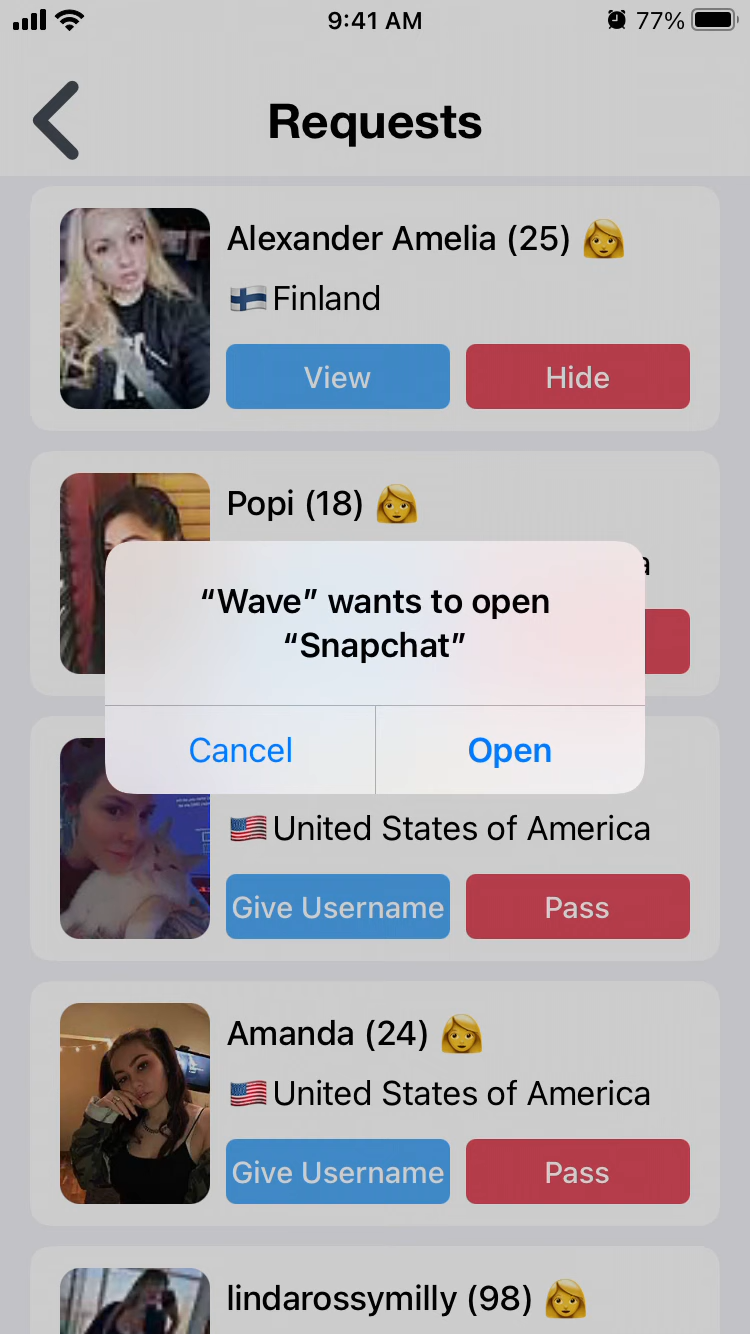 9:41 AM
77%
Requests
Alexander Amelia (25)
Finland
View
Hide
Popi (18)
a
“Wave” wants to open
“Snapchat”
Cancel
Open
United States of America
Give Username
Pass
Amanda (24)
United States of America
Give Username
Pass
lindarossymilly (98)